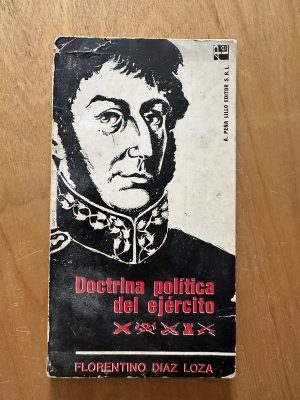 A. PEÑA LILLO EDITOR S.R.L.
Doctrina política
del ejército
FLORENTINO DIAZ LOZA